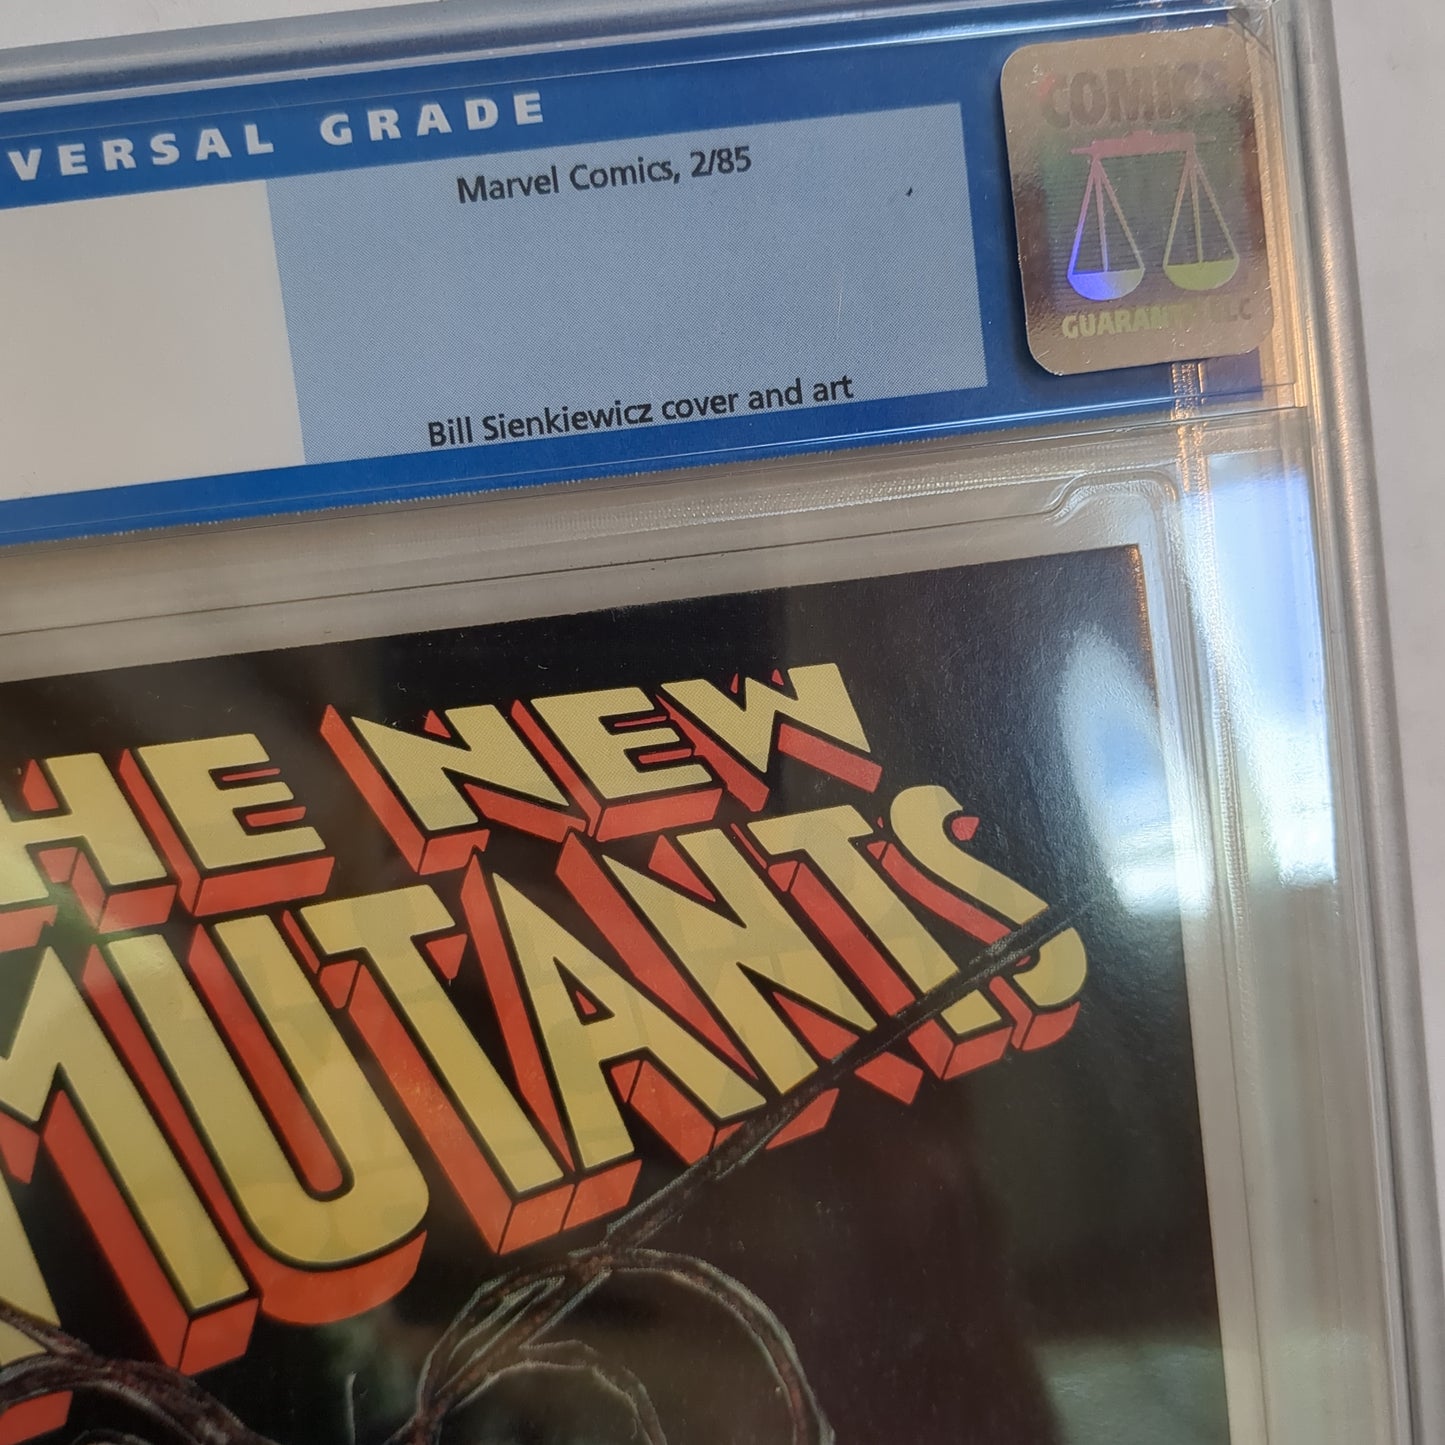 VERSAL GRADE
Marvel Comics, 2/85
Bill Sienkiewicz cover and art
COMICS
GUARANTY LLC
HE NEW
MUTANTS